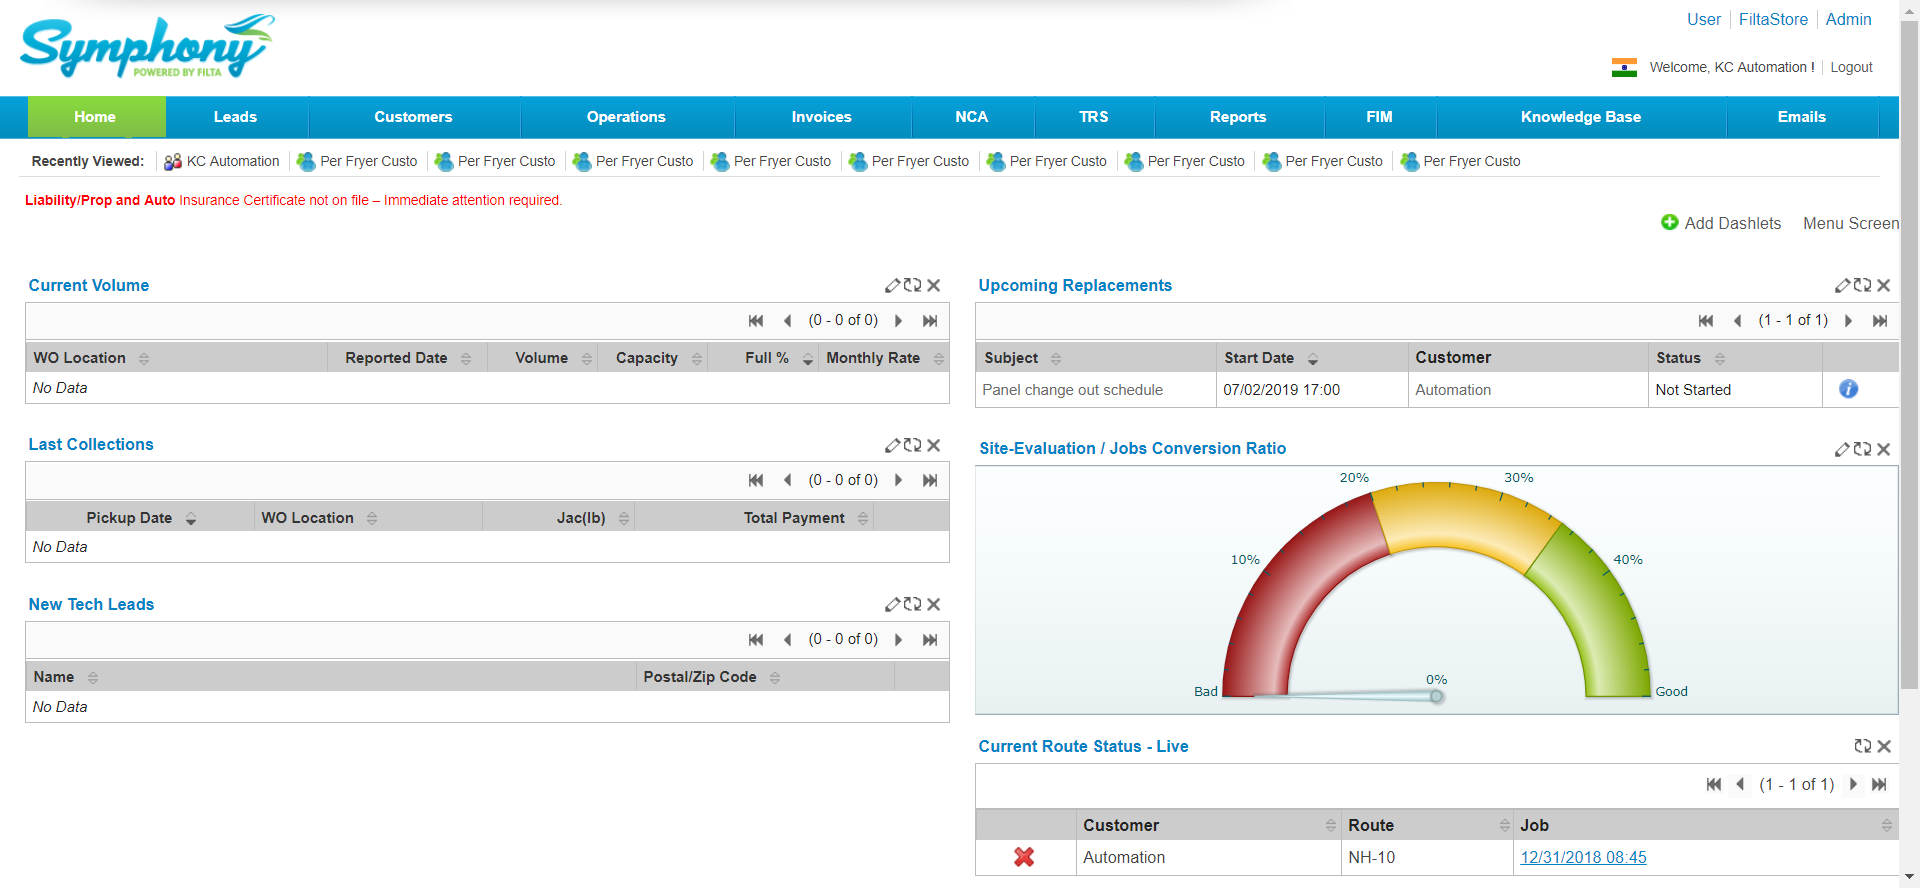 Symphony
POWERED BY FILTA
User FiltaStore Admin
Welcome, KC Automation ! Logout
Home Leads Customers Operations Invoices NCA TRS Reports FIM Knowledge Base Emails
Recently Viewed: KC Automation Per Fryer Custo Per Fryer Custo Per Fryer Custo Per Fryer Custo Per Fryer Custo Per Fryer Custo Per Fryer Custo Per Fryer Custo Per Fryer Custo
Liability/Prop and Auto Insurance Certificate not on file – Immediate attention required.
Add Dashlets Menu Screen
Current Volume
(0 - 0 of 0)
WO Location Reported Date Volume Capacity Full % Monthly Rate
No Data
Last Collections
(0 - 0 of 0)
Pickup Date WO Location Jac(lb) Total Payment
No Data
New Tech Leads
(0 - 0 of 0)
Name Postal/Zip Code
No Data
Upcoming Replacements
(1 - 1 of 1)
Subject Start Date Customer Status
Panel change out schedule 07/02/2019 17:00 Automation Not Started
Site-Evaluation / Jobs Conversion Ratio
20% 30%
10% 40%
0%
Bad Good
Current Route Status - Live
(1 - 1 of 1)
Customer Route Job
Automation NH-10 12/31/2018 08:45